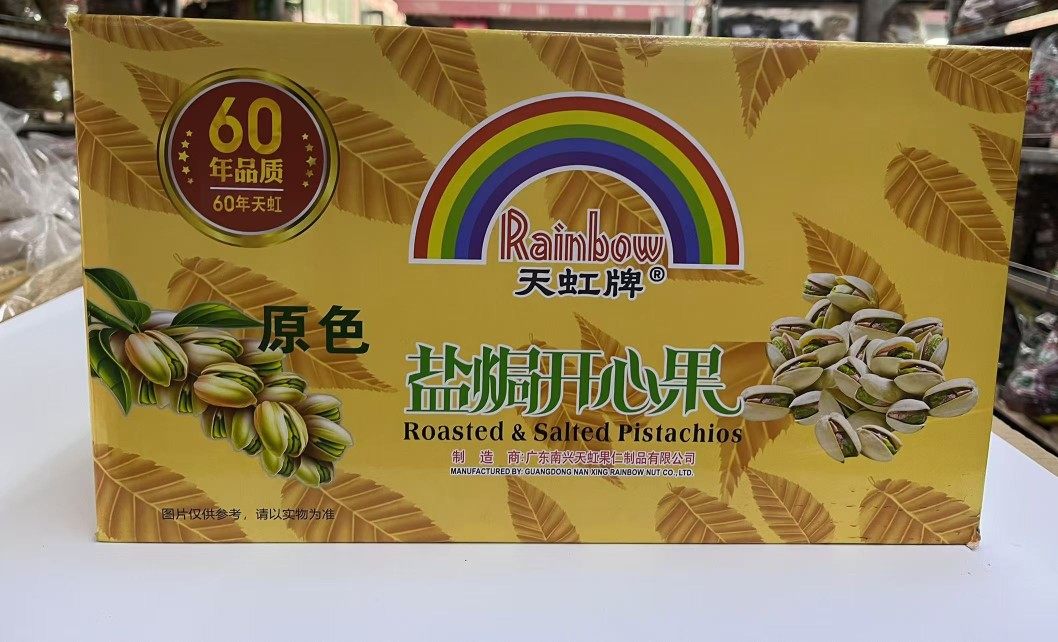 60
年品质
60年天虹
Rainbow
天虹牌®
原色
盐焗开心果
Roasted & Salted Pistachios
制 造 商:广东南兴天虹果仁制品有限公司
MANUFACTURED BY: GUANGDONG NAN XING RAINBOW NUT CO., LTD.
图片仅供参考，请以实物为准